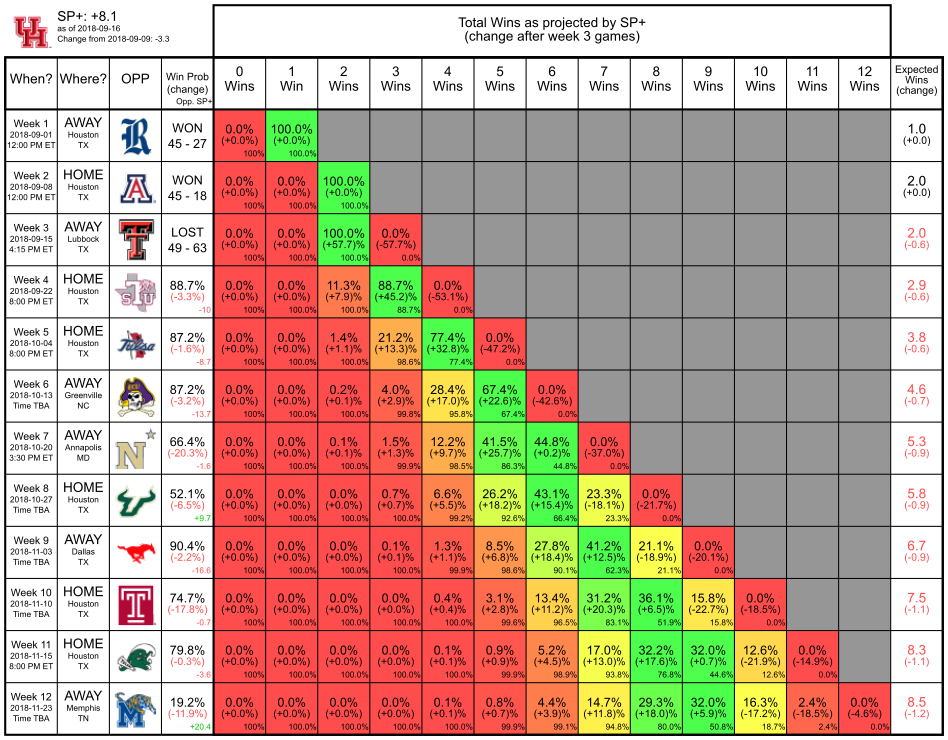 SP+: +8.1
as of 2018-09-16
Change from 2018-09-09: -3.3
Total Wins as projected by SP+
(change after week 3 games)
When? Where? OPP Win Prob (change) Opp. SP+ 0 Wins 1 Win 2 Wins 3 Wins 4 Wins 5 Wins 6 Wins 7 Wins 8 Wins 9 Wins 10 Wins 11 Wins 12 Wins Expected Wins (change)
Week 1 AWAY WON 0.0% 100.0% 1.0
2018-09-01 Houston 45 - 27 (+0.0%) (+0.0%) (+0.0)
12:00 PM ET TX 100% 100.0%
Week 2 HOME WON 0.0% 0.0% 100.0% 2.0
2018-09-08 Houston 45 - 18 (+0.0%) (+0.0%) (+0.0%) (+0.0)
12:00 PM ET TX 100% 100.0% 100.0%
Week 3 AWAY LOST 0.0% 0.0% 100.0% 0.0% 2.0
2018-09-15 Lubbock 49 - 63 (+0.0%) (+0.0%) (+57.7)% (-57.7)% (-0.6)
4:15 PM ET TX 100% 100.0% 100.0% 0.0%
Week 4 HOME 88.7% 0.0% 0.0% 11.3% 88.7% 0.0% 2.9
2018-09-22 Houston (-3.3%) (+0.0%) (+0.0%) (+7.9)% (+45.2)% (-53.1)% (-0.6)
8:00 PM ET TX -10 100% 100.0% 100.0% 88.7% 0.0%
Week 5 HOME 87.2% 0.0% 0.0% 1.4% 21.2% 77.4% 0.0% 3.8
2018-10-04 Houston (-1.6%) (+0.0%) (+0.0%) (+1.1)% (+13.3)% (+32.8)% (-47.2)% (-0.6)
8:00 PM ET TX -8.7 100% 100.0% 100.0% 98.6% 77.4% 0.0%
Week 6 AWAY 87.2% 0.0% 0.0% 0.2% 4.0% 28.4% 67.4% 0.0% 4.6
2018-10-13 Greenville (-3.2%) (+0.0%) (+0.0%) (+0.1)% (+2.9)% (+17.0)% (+22.6)% (-42.6)% (-0.7)
Time TBA NC -13.7 100% 100.0% 100.0% 99.8% 95.8% 67.4% 0.0%
Week 7 AWAY 66.4% 0.0% 0.0% 0.1% 1.5% 12.2% 41.5% 44.8% 0.0% 5.3
2018-10-20 Annapolis (-20.3%) (+0.0%) (+0.0%) (+0.1)% (+1.3)% (+9.7)% (+25.7)% (+0.2)% (-37.0)% (-0.9)
3:30 PM ET MD -1.6 100% 100.0% 100.0% 99.9% 98.5% 86.3% 44.8% 0.0%
Week 8 HOME 52.1% 0.0% 0.0% 0.0% 0.7% 6.6% 26.2% 43.1% 23.3% 0.0% 5.8
2018-10-27 Houston (-6.5%) (+0.0%) (+0.0%) (+0.0%) (+0.7)% (+5.5)% (+18.2)% (+15.4)% (-18.1)% (-21.7)% (-0.9)
Time TBA TX +9.7 100% 100.0% 100.0% 100.0% 99.2% 92.6% 66.4% 23.3% 0.0%
Week 9 AWAY 90.4% 0.0% 0.0% 0.0% 0.1% 1.3% 8.5% 27.8% 41.2% 21.1% 0.0% 6.7
2018-11-03 Dallas (-2.2%) (+0.0%) (+0.0%) (+0.0%) (+0.1)% (+1.1)% (+6.8)% (+18.4)% (+12.5)% (-18.9)% (-20.1)% (-0.9)
Time TBA TX -16.6 100% 100.0% 100.0% 100.0% 99.9% 98.6% 90.1% 62.3% 21.1% 0.0%
Week 10 HOME 74.7% 0.0% 0.0% 0.0% 0.0% 0.4% 3.1% 13.4% 31.2% 36.1% 15.8% 0.0% 7.5
2018-11-10 Houston (-17.8%) (+0.0%) (+0.0%) (+0.0%) (+0.0%) (+0.4)% (+2.8)% (+11.2)% (+20.3)% (+6.5)% (-22.7)% (-18.5)% (-1.1)
Time TBA TX -0.7 100% 100.0% 100.0% 100.0% 100.0% 99.6% 96.5% 83.1% 51.9% 15.8% 0.0%
Week 11 HOME 79.8% 0.0% 0.0% 0.0% 0.0% 0.1% 0.9% 5.2% 17.0% 32.2% 32.0% 12.6% 0.0% 8.3
2018-11-15 Houston (-0.3%) (+0.0%) (+0.0%) (+0.0%) (+0.0%) (+0.1)% (+0.9)% (+4.5)% (+13.0)% (+17.6)% (+0.7)% (-21.9)% (-14.9)% (-1.1)
8:00 PM ET TX -3.6 100% 100.0% 100.0% 100.0% 100.0% 99.9% 98.9% 93.8% 76.8% 44.6% 12.6% 0.0%
Week 12 AWAY 19.2% 0.0% 0.0% 0.0% 0.0% 0.1% 0.8% 4.4% 14.7% 29.3% 32.0% 16.3% 2.4% 0.0% 8.5
2018-11-23 Memphis (-11.9%) (+0.0%) (+0.0%) (+0.0%) (+0.0%) (+0.1)% (+0.7)% (+3.9)% (+11.8)% (+18.0)% (+5.9)% (-17.2)% (-18.5)% (-4.6)% (-1.2)
Time TBA TN +20.4 100% 100.0% 100.0% 100.0% 100.0% 99.9% 99.1% 94.8% 80.0% 50.8% 18.7% 2.4% 0.0%